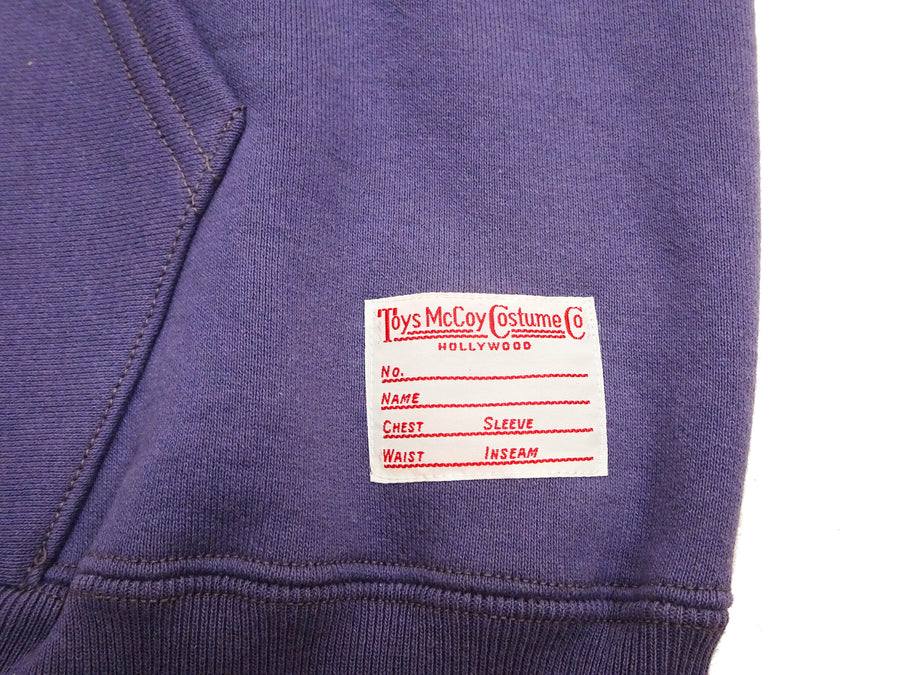 Toys McCoy Costume Co
HOLLYWOOD
No.
NAME
CHEST SLEEVE
WAIST INSEAM